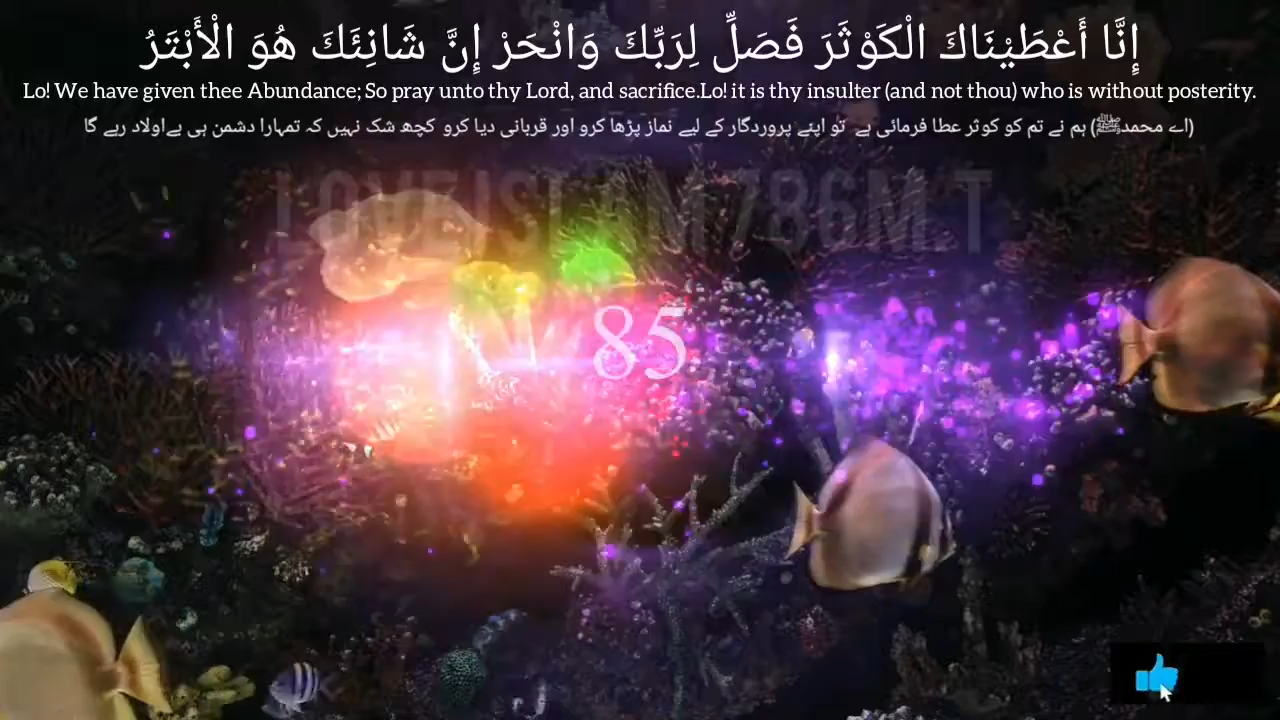 إِنَّا أَعْطَيْنَاكَ الْكَوْثَرَ فَصَلِّ لِرَبِّكَ وَانْحَرْ إِنَّ شَانِئَكَ هُوَ الْأَبْتَرُ
Lo! We have given thee Abundance; So pray unto thy Lord, and sacrifice.Lo! it is thy insulter (and not thou) who is without posterity.
(اے محمدﷺ) ہم نے تم کو کوثر عطا فرمائی ہے  تو اپنے پروردگار کے لیے نماز پڑھا کرو اور قربانی دیا کرو  کچھ شک نہیں کہ تمہارا دشمن ہی بےاولاد رہے گا
LOVEISLAM786M.T
85